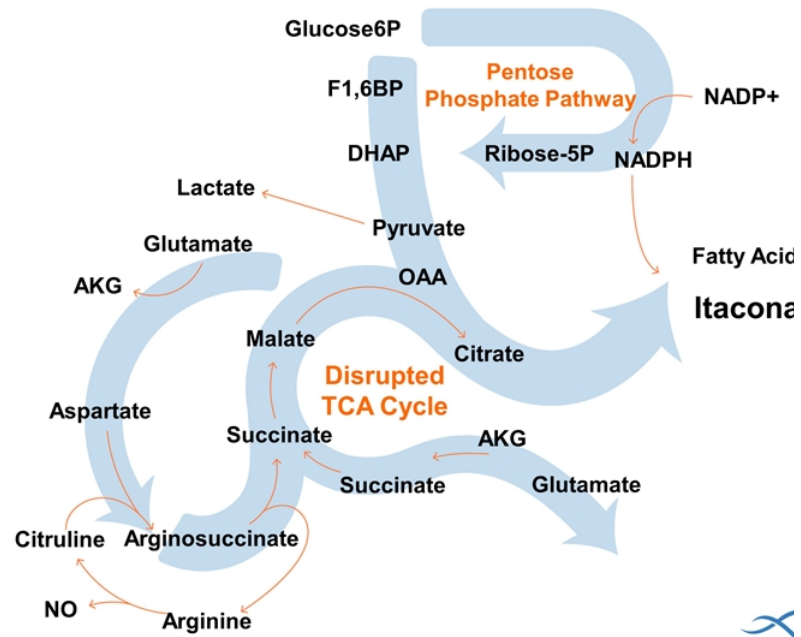 Glucose6P
F1,6BP
Pentose
Phosphate Pathway
NADP+
DHAP
Ribose-5P
NADPH
Lactate
Pyruvate
Glutamate
Fatty Acid
AKG
OAA
Itacona
Malate
Citrate
Disrupted
TCA Cycle
Aspartate
Succinate
AKG
Succinate
Glutamate
Citruline
Arginosuccinate
NO
Arginine